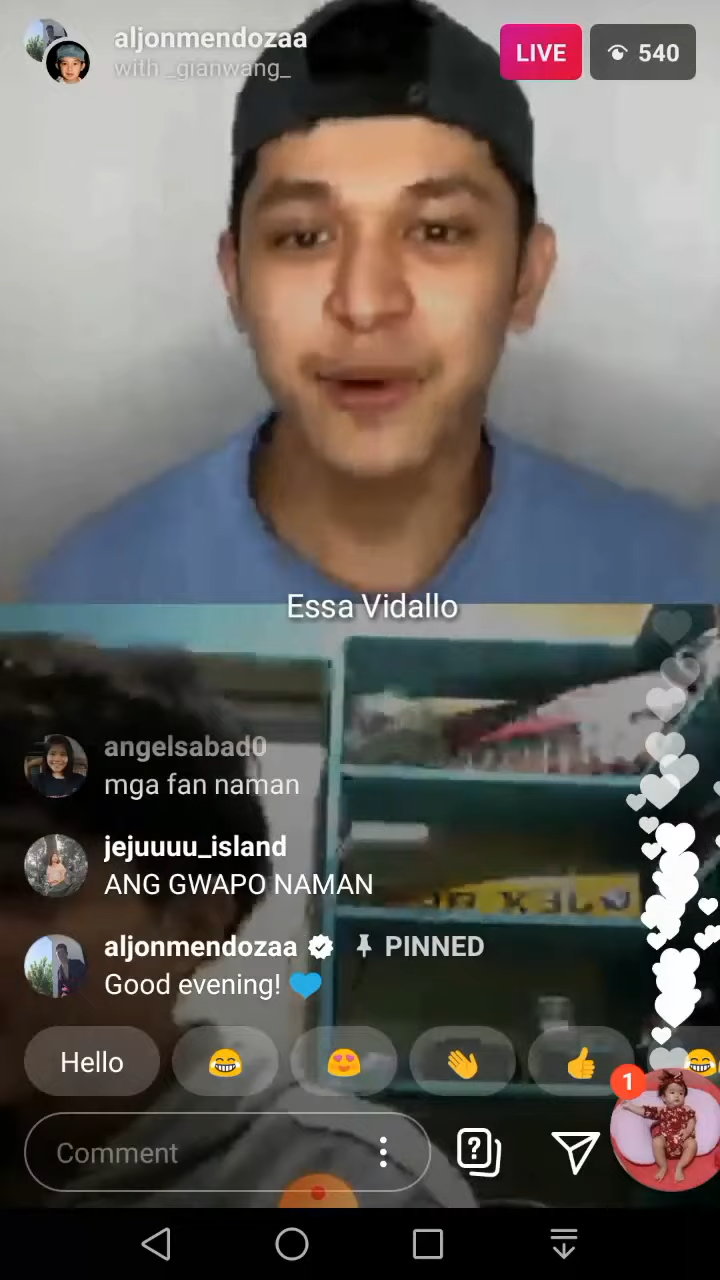 aljonmendozaa
LIVE
540
with _gianwang_
Essa Vidallo
angelsabad0
mga fan naman
jejuuuu_island
ANG GWAPO NAMAN
aljonmendozaa PINNED
Good evening! 💙
Hello 😂 😍 👋 👍 😂
1
Comment